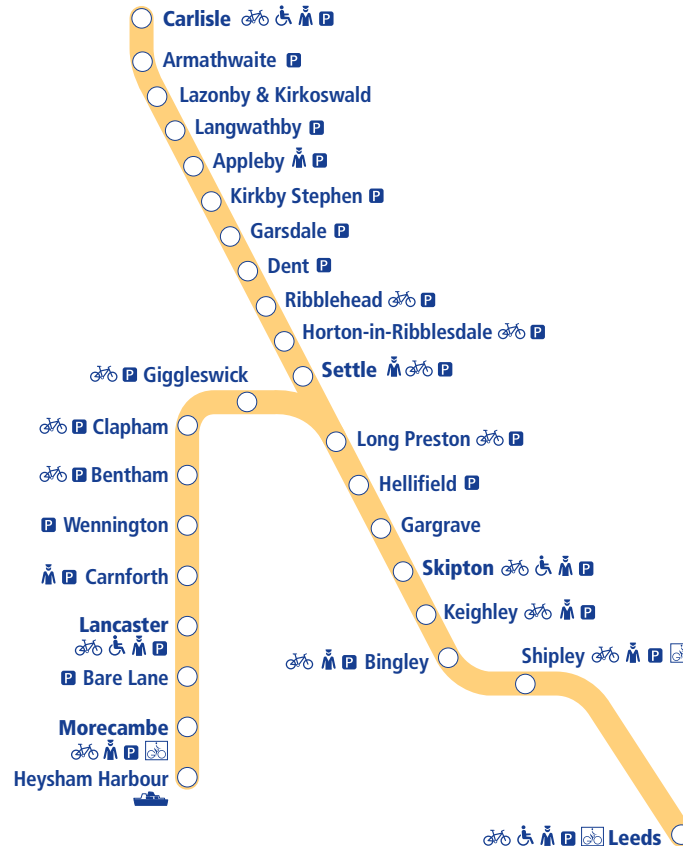 Carlisle P
Armathwaite P
Lazonby & Kirkoswald
Langwathby P
Appleby P
Kirkby Stephen P
Garsdale P
Dent P
Ribblehead P
Horton-in-Ribblesdale P
Settle P
P Giggleswick
P Clapham
Long Preston P
P Bentham
Hellifield P
P Wennington
Gargrave
P Carnforth
Skipton P
Keighley P
Lancaster
P
Shipley P
P Bingley
P Bare Lane
Morecambe
P
Heysham Harbour
P Leeds